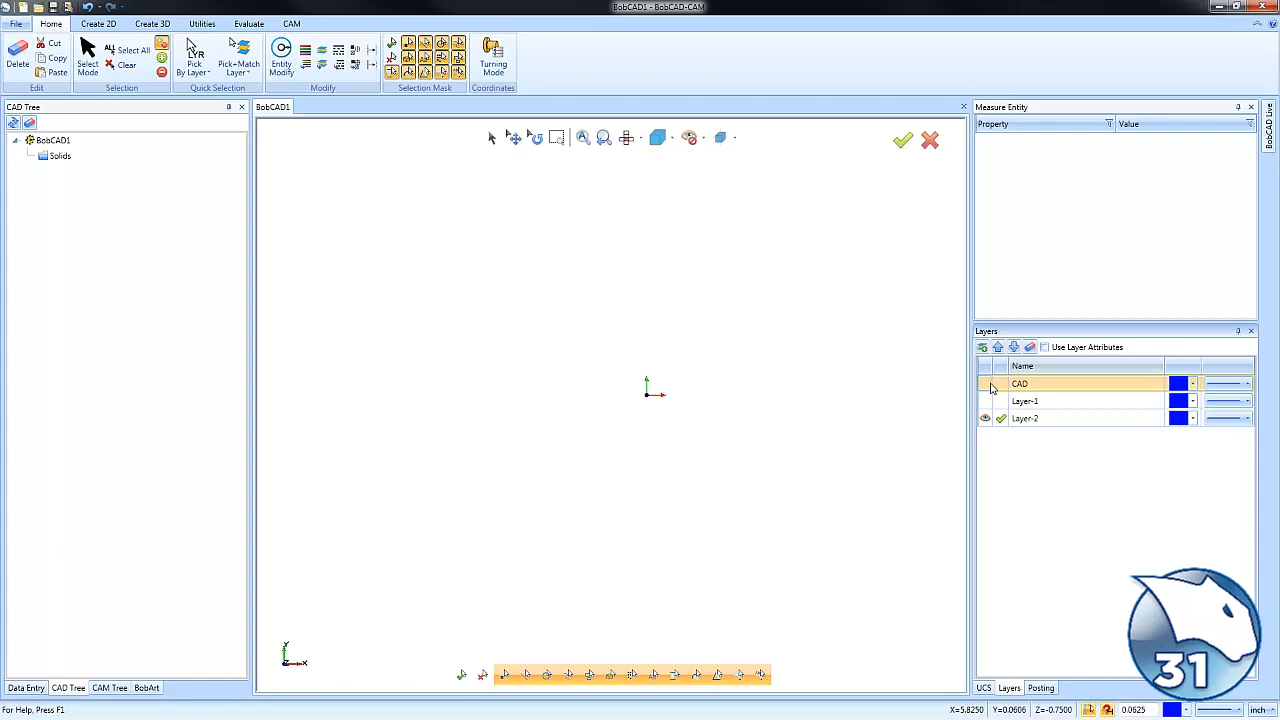 BobCAD1 - BobCAD-CAM
File Home Create 2D Create 3D Utilities Evaluate CAM
Delete Cut Copy Paste Edit
Select Mode Select All Clear Selection
LYR Pick By Layer Pick+Match Layer Quick Selection
Entity Modify Modify
Selection Mask
Turning Mode Coordinates
CAD Tree
BobCAD1
Solids
BobCAD1
Measure Entity
Property Value
BobCAD Live
Layers
Use Layer Attributes
Name
CAD
Layer-1
Layer-2
Y
X
31
Data Entry CAD Tree CAM Tree BobArt
UCS Layers Posting
For Help, Press F1
X=5.8250 Y=0.0606 Z=-0.7500 0.0625 inch